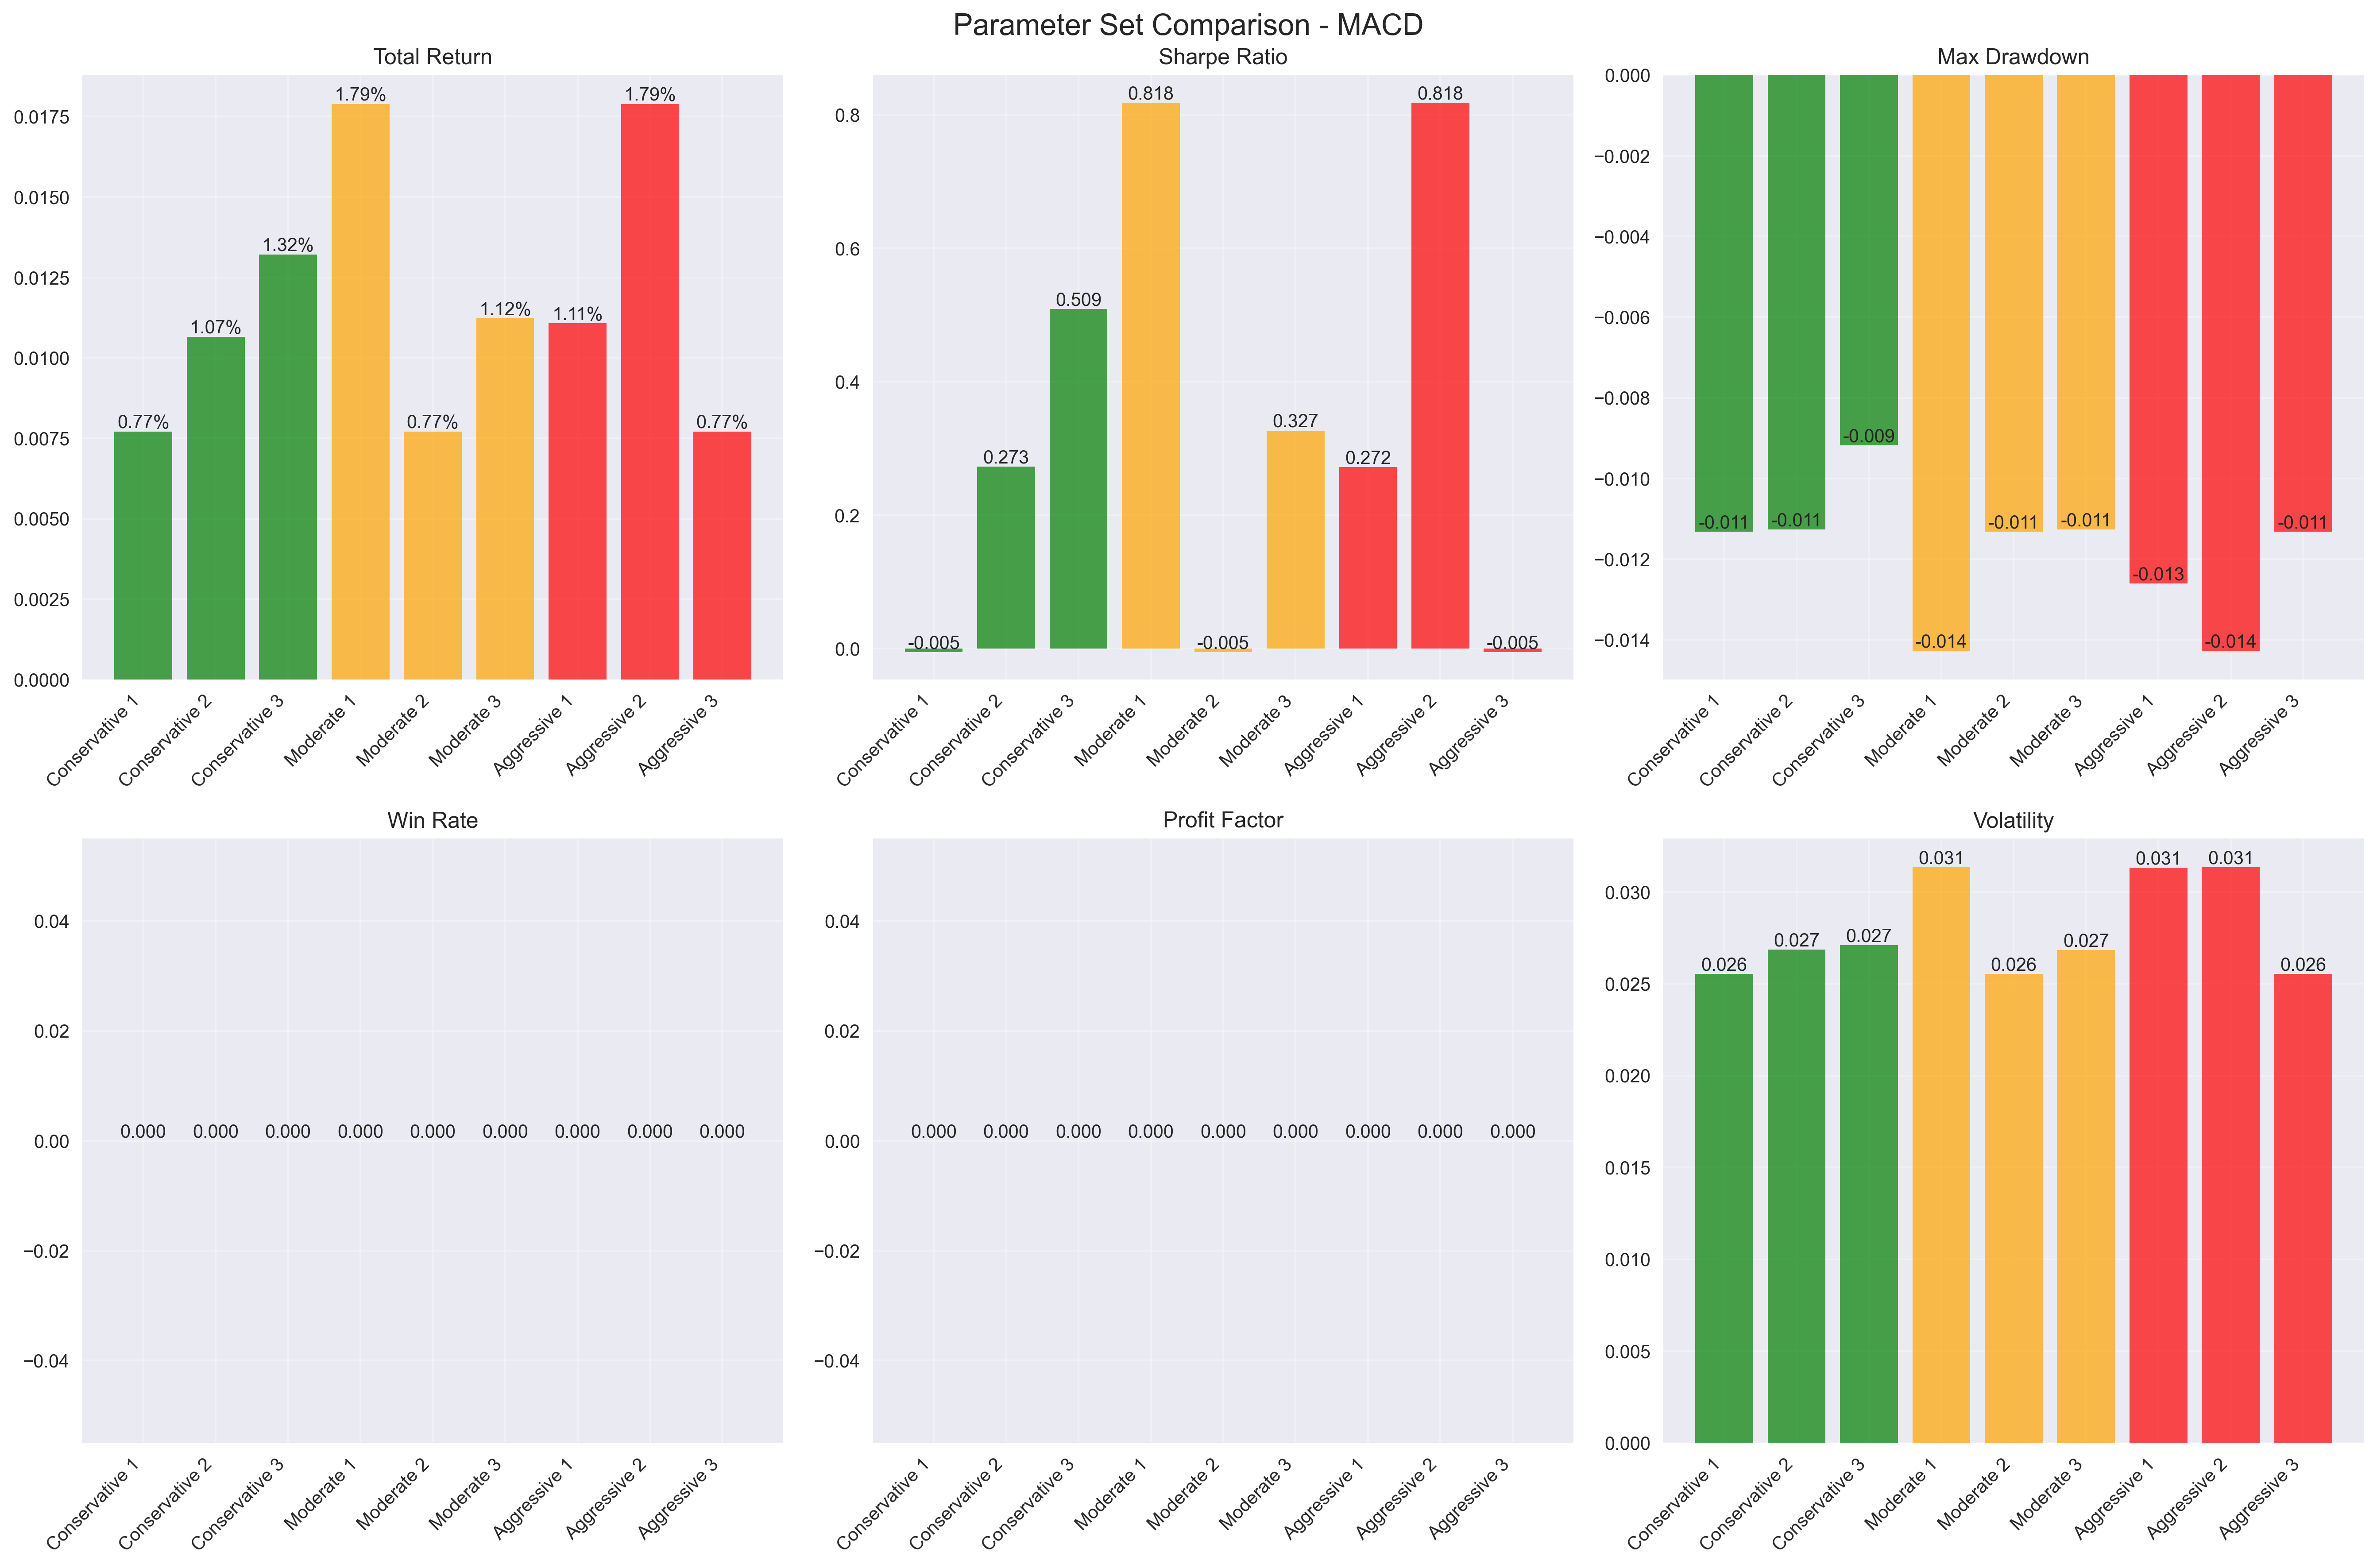 Parameter Set Comparison - MACD
Total Return
0.0175
0.0150
0.0125
0.0100
0.0075
0.0050
0.0025
0.0000
0.77%
1.07%
1.32%
1.79%
0.77%
1.12%
1.11%
1.79%
0.77%
Conservative 1
Conservative 2
Conservative 3
Moderate 1
Moderate 2
Moderate 3
Aggressive 1
Aggressive 2
Aggressive 3
Sharpe Ratio
0.8
0.6
0.4
0.2
0.0
-0.005
0.273
0.509
0.818
-0.005
0.327
0.272
0.818
-0.005
Conservative 1
Conservative 2
Conservative 3
Moderate 1
Moderate 2
Moderate 3
Aggressive 1
Aggressive 2
Aggressive 3
Max Drawdown
0.000
−0.002
−0.004
−0.006
−0.008
−0.010
−0.012
−0.014
-0.011
-0.011
-0.009
-0.014
-0.011
-0.011
-0.013
-0.014
-0.011
Conservative 1
Conservative 2
Conservative 3
Moderate 1
Moderate 2
Moderate 3
Aggressive 1
Aggressive 2
Aggressive 3
Win Rate
0.04
0.02
0.00
−0.02
−0.04
0.000
0.000
0.000
0.000
0.000
0.000
0.000
0.000
0.000
Conservative 1
Conservative 2
Conservative 3
Moderate 1
Moderate 2
Moderate 3
Aggressive 1
Aggressive 2
Aggressive 3
Profit Factor
0.04
0.02
0.00
−0.02
−0.04
0.000
0.000
0.000
0.000
0.000
0.000
0.000
0.000
0.000
Conservative 1
Conservative 2
Conservative 3
Moderate 1
Moderate 2
Moderate 3
Aggressive 1
Aggressive 2
Aggressive 3
Volatility
0.030
0.025
0.020
0.015
0.010
0.005
0.000
0.026
0.027
0.027
0.031
0.026
0.027
0.031
0.031
0.026
Conservative 1
Conservative 2
Conservative 3
Moderate 1
Moderate 2
Moderate 3
Aggressive 1
Aggressive 2
Aggressive 3